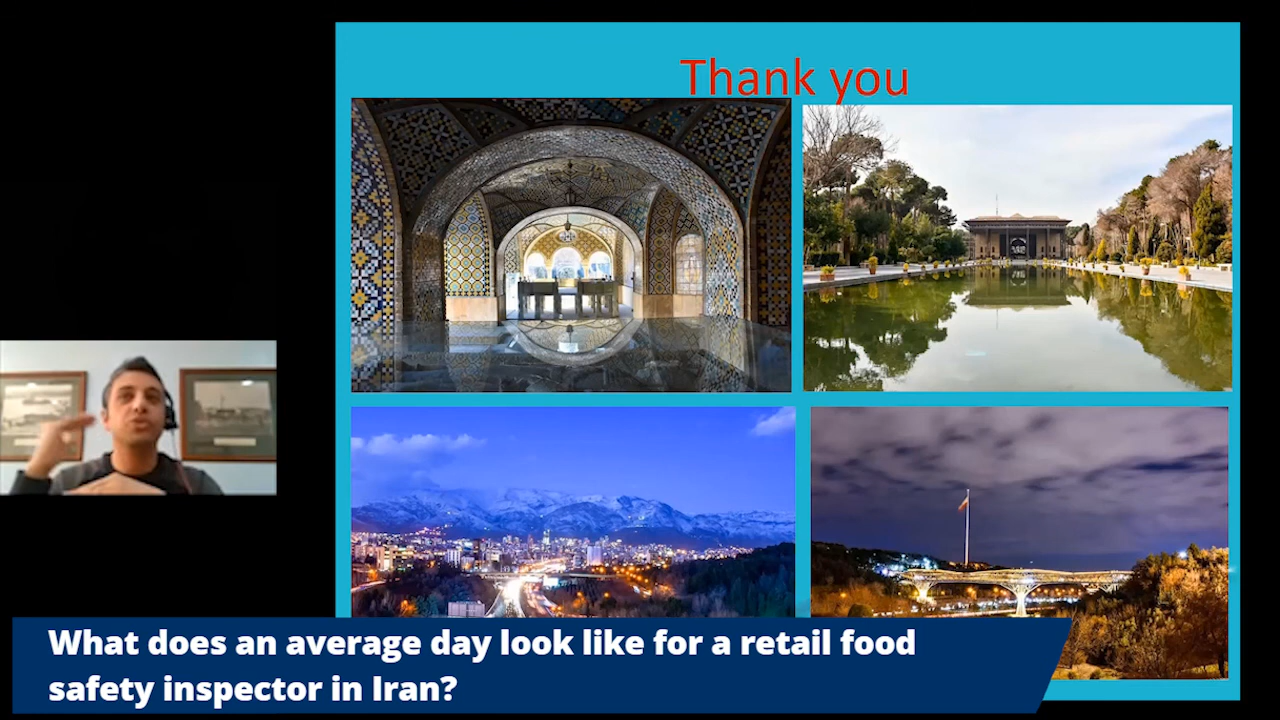 Thank you
What does an average day look like for a retail food
safety inspector in Iran?